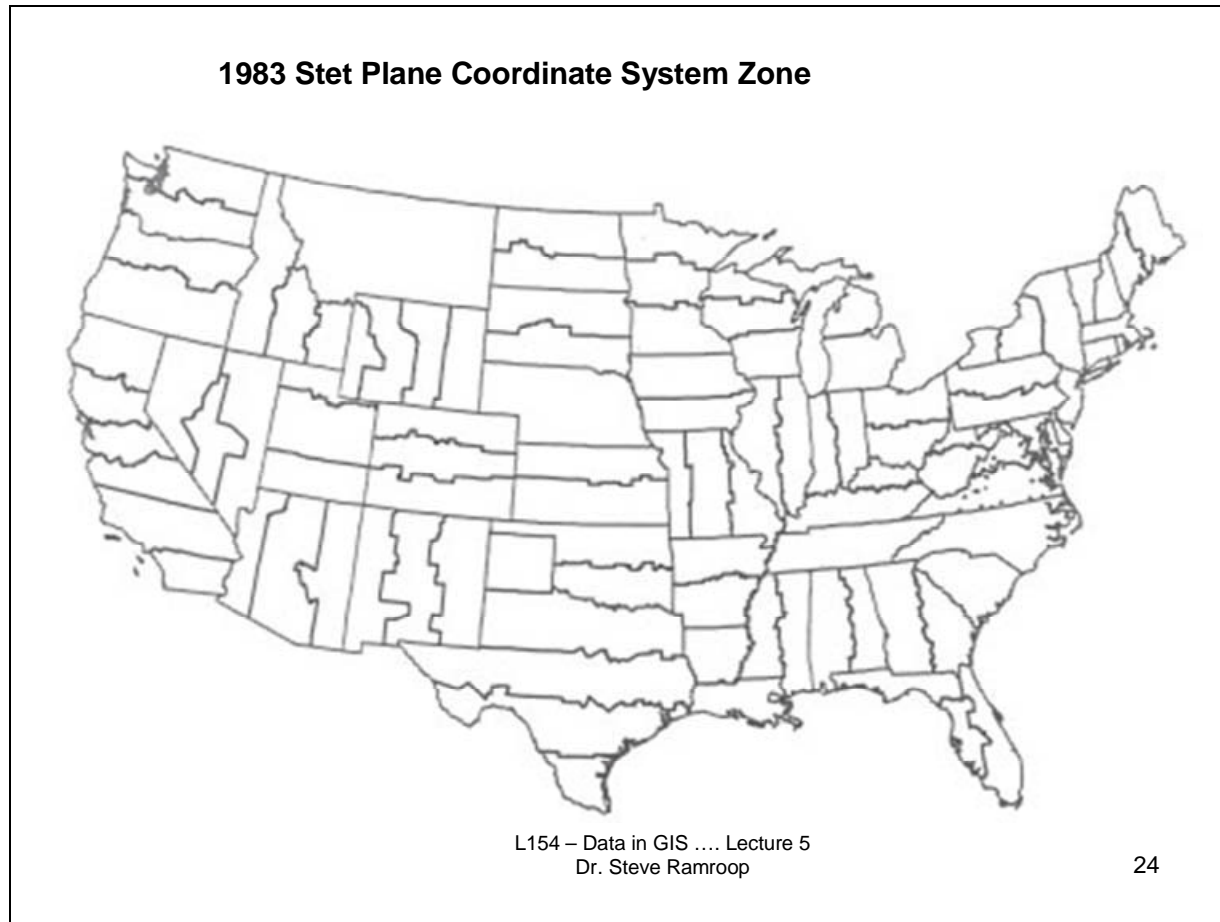 1983 Stet Plane Coordinate System Zone
L154 – Data in GIS …. Lecture 5
Dr. Steve Ramroop
24